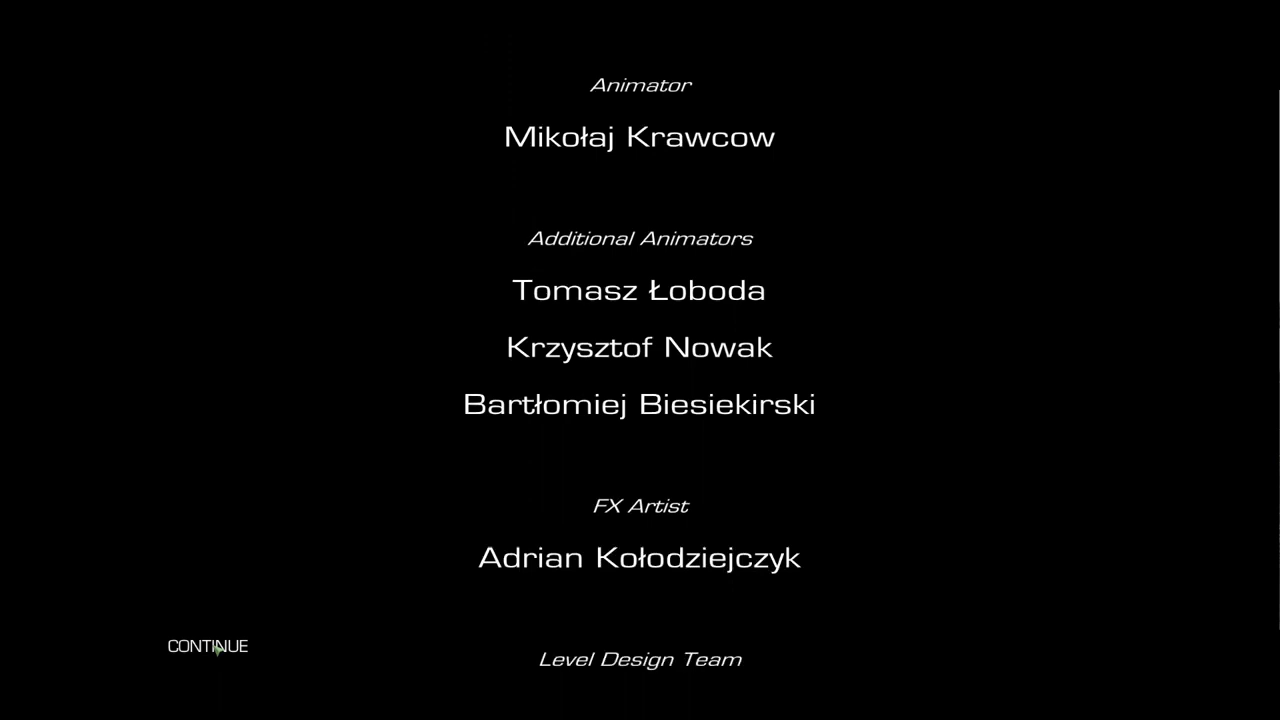 Animator
Mikołaj Krawcow
Additional Animators
Tomasz Łoboda
Krzysztof Nowak
Bartłomiej Biesiekirski
FX Artist
Adrian Kołodziejczyk
CONTINUE
Level Design Team